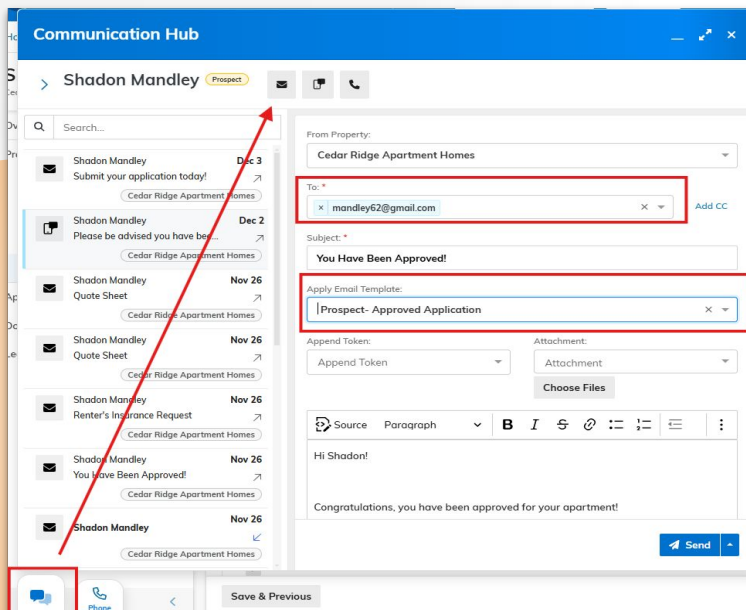 Communication Hub
Shadon Mandley Prospect
Search...
Shadon Mandley Dec 3
Submit your application today!
Cedar Ridge Apartment Homes
Shadon Mandley Dec 2
Please be advised you have bee...
Cedar Ridge Apartment Homes
Shadon Mandley Nov 26
Quote Sheet
Cedar Ridge Apartment Homes
Shadon Mandley Nov 26
Quote Sheet
Cedar Ridge Apartment Homes
Shadon Mandley Nov 26
Renter's Insurance Request
Cedar Ridge Apartment Homes
Shadon Mandley Nov 26
You Have Been Approved!
Cedar Ridge Apartment Homes
Shadon Mandley Nov 26
Cedar Ridge Apartment Homes
Phone
From Property:
Cedar Ridge Apartment Homes
To: *
× mandley62@gmail.com
Add CC
Subject: *
You Have Been Approved!
Apply Email Template:
Prospect- Approved Application
Append Token: Attachment:
Append Token Attachment
Choose Files
Source Paragraph B I S
Hi Shadon!
Congratulations, you have been approved for your apartment!
Send
Save & Previous